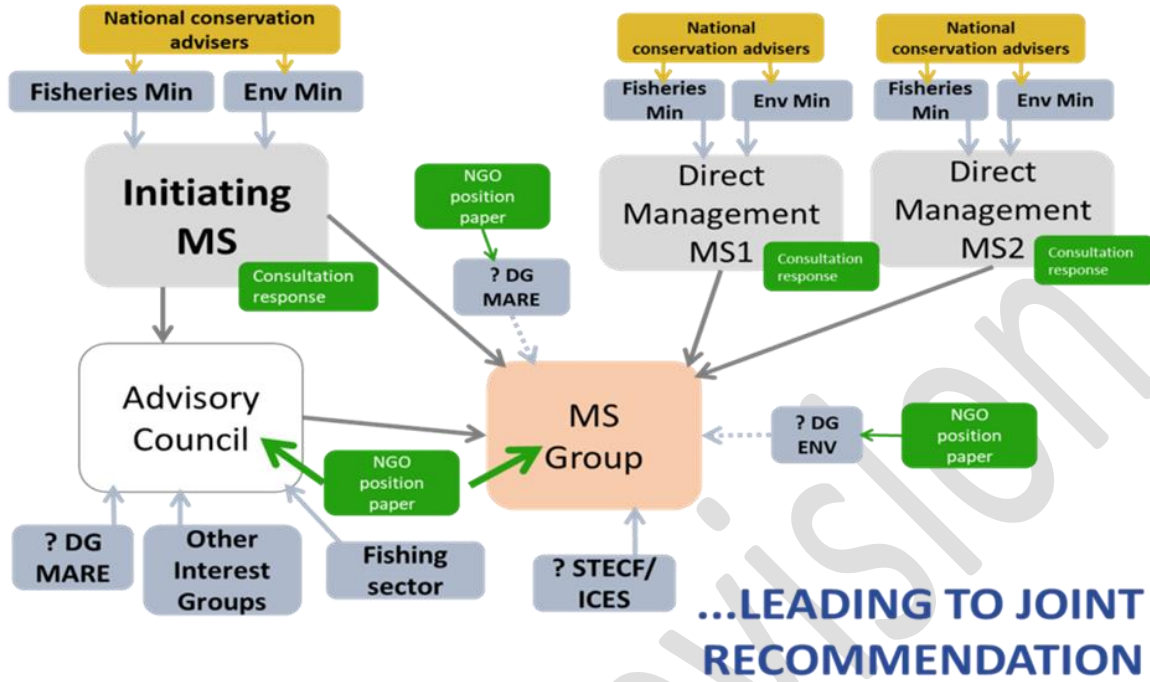 National conservation
advisers
Fisheries Min
Env Min
Initiating
MS
Consultation
response
National
conservation advisers
Fisheries
Min
Env Min
Direct
Management
MS1
Consultation
response
National
conservation advisers
Fisheries
Min
Env Min
Direct
Management
MS2
Consultation
response
NGO
position
paper
? DG
MARE
Advisory
Council
NGO
position
paper
MS
Group
? DG
ENV
NGO
position
paper
? DG
MARE
Other
Interest
Groups
Fishing
sector
? STECF/
ICES
...LEADING TO JOINT
RECOMMENDATION